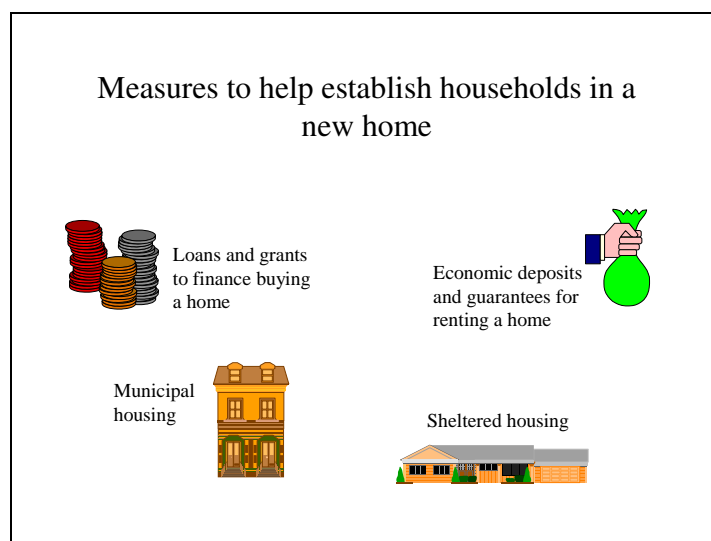 Measures to help establish households in a
new home
Loans and grants
to finance buying
a home
Economic deposits
and guarantees for
renting a home
Municipal
housing
Sheltered housing